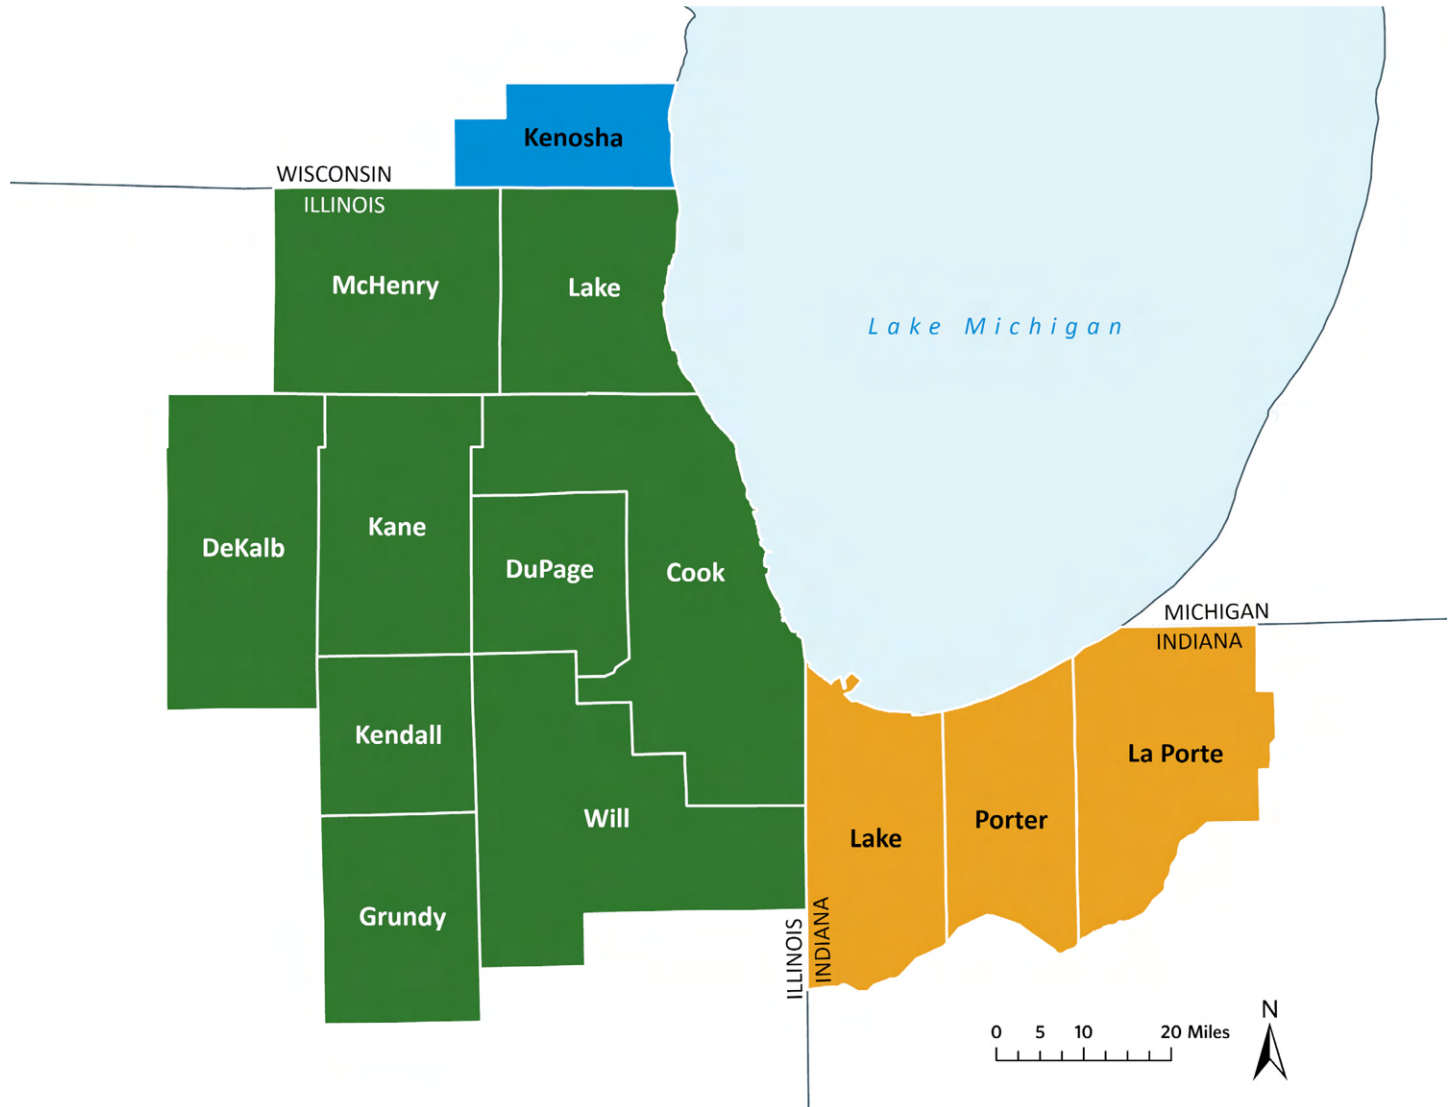 Kenosha
WISCONSIN
ILLINOIS
McHenry
Lake
Lake Michigan
DeKalb
Kane
DuPage
Cook
MICHIGAN
INDIANA
Kendall
La Porte
Will
Porter
Lake
Grundy
ILLINOIS
INDIANA
N
0 5 10 20 Miles